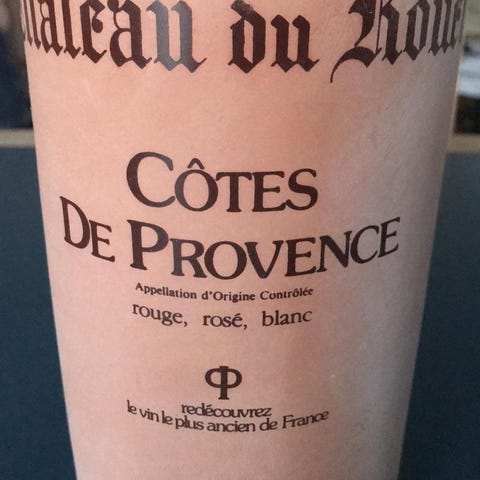 du
CÔTES
DE PROVENCE
Appellation d'Origine Contrôlée
rouge, rosé, blanc
redécouvrez
le vin le plus ancien de France